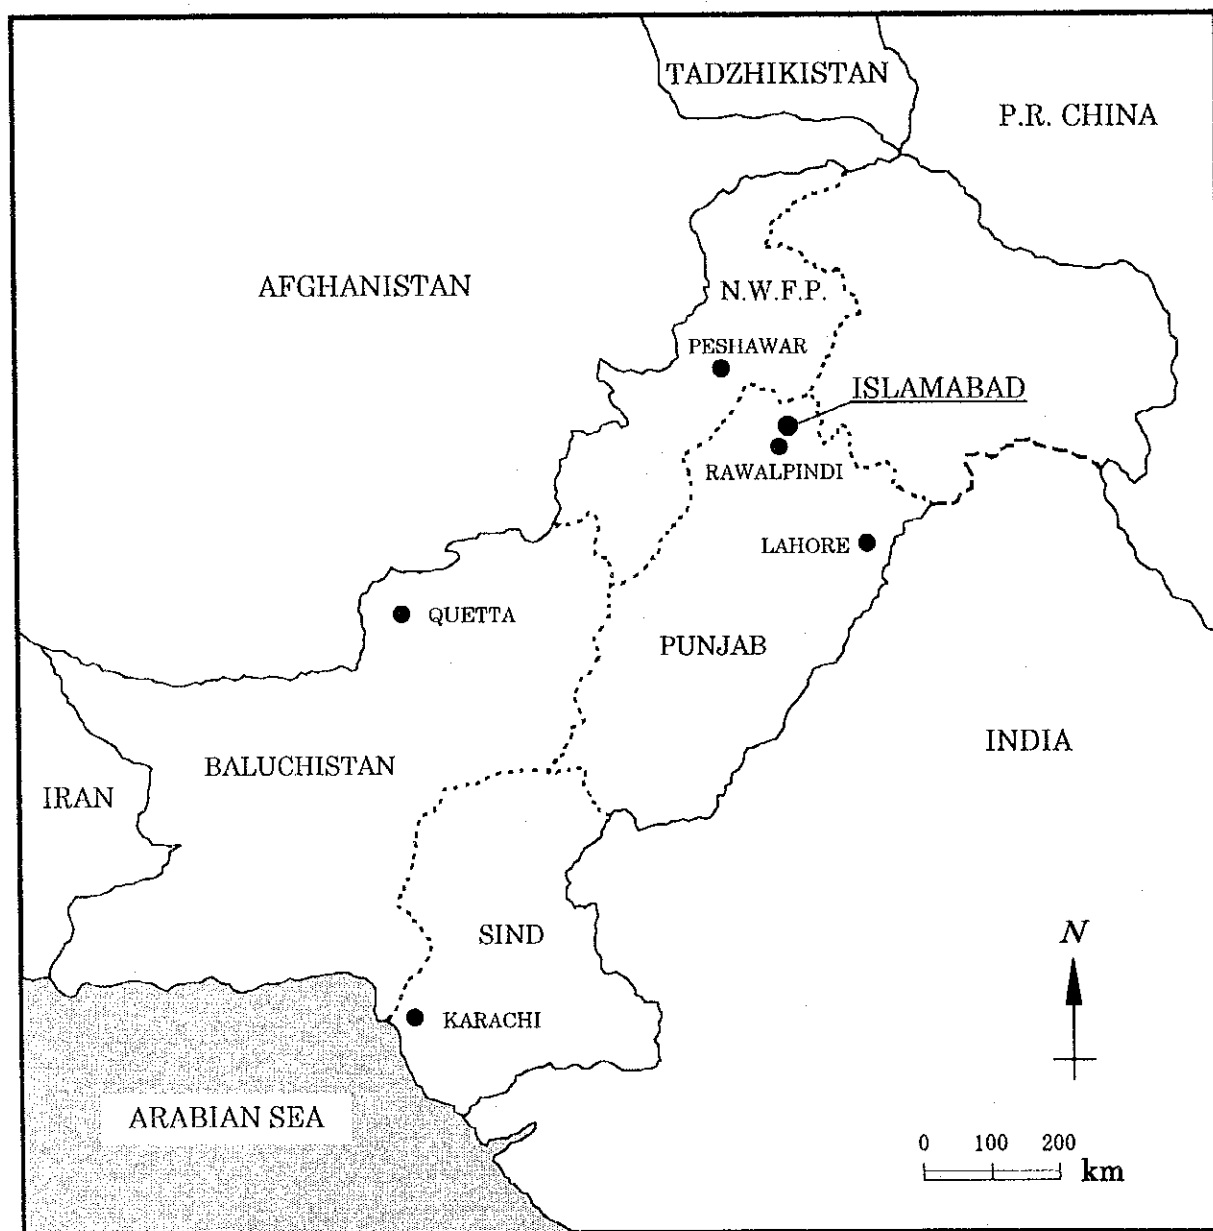 TADZHIKISTAN
P.R. CHINA
AFGHANISTAN
N.W.F.P.
PESHAWAR
ISLAMABAD
RAWALPINDI
LAHORE
QUETTA
PUNJAB
INDIA
BALUCHISTAN
IRAN
SIND
N
KARACHI
ARABIAN SEA
0 100 200
km